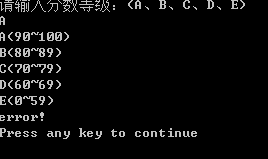 请输入分数等级：(A、B、C、D、E)
A
A(90~100)
B(80~89)
C(70~79)
D(60~69)
E(0~59)
error!
Press any key to continue